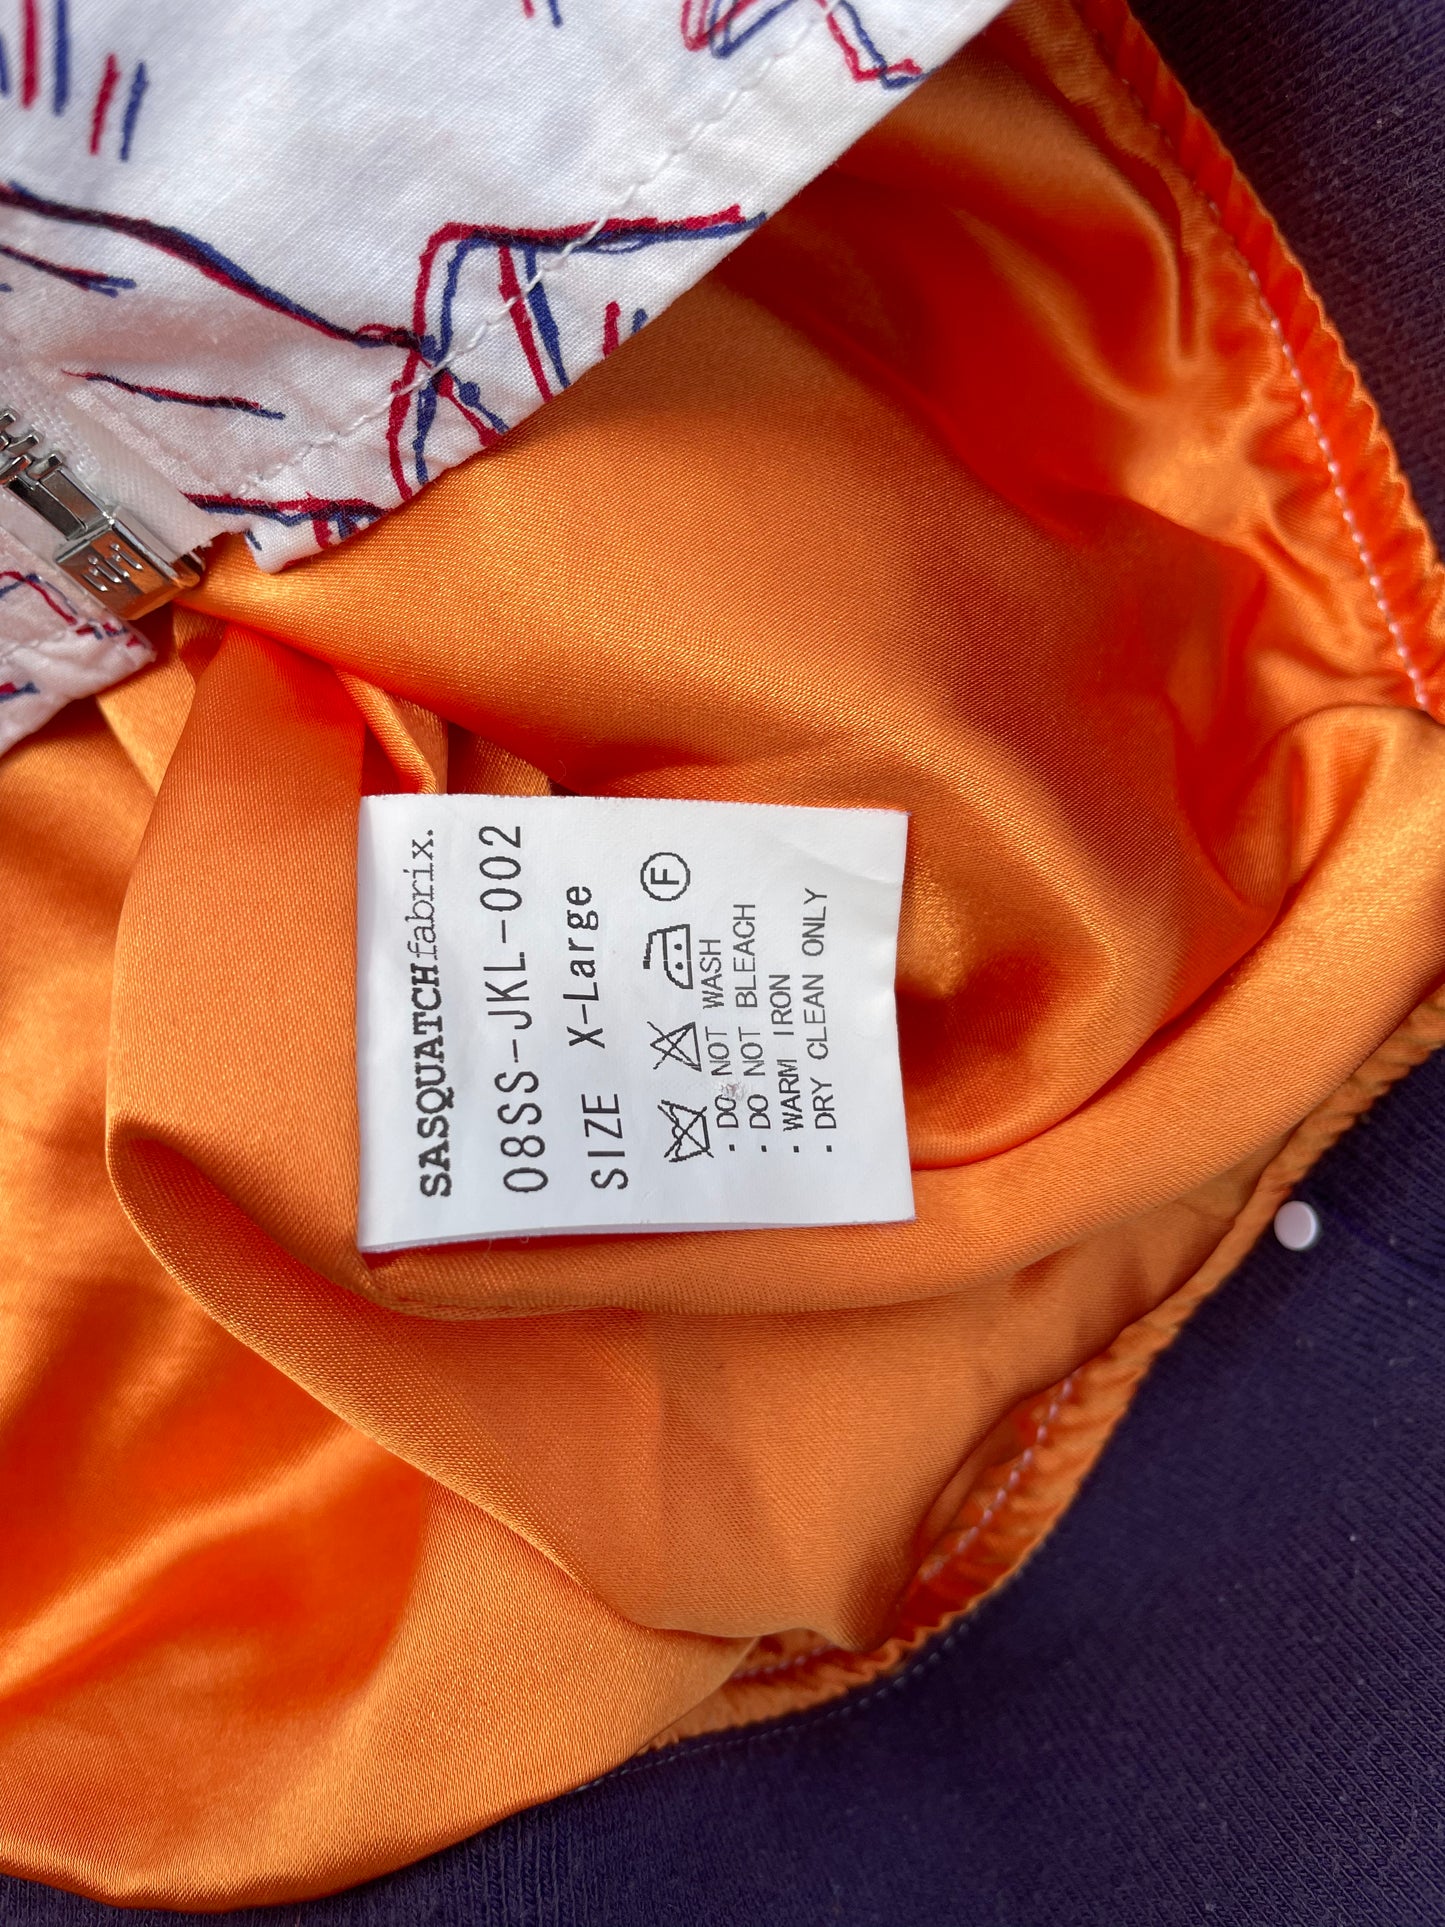 SASQUATCHfabrix.
08SS-JKL-002
SIZE X-Large
F
· DO NOT WASH
· DO NOT BLEACH
· WARM IRON
· DRY CLEAN ONLY